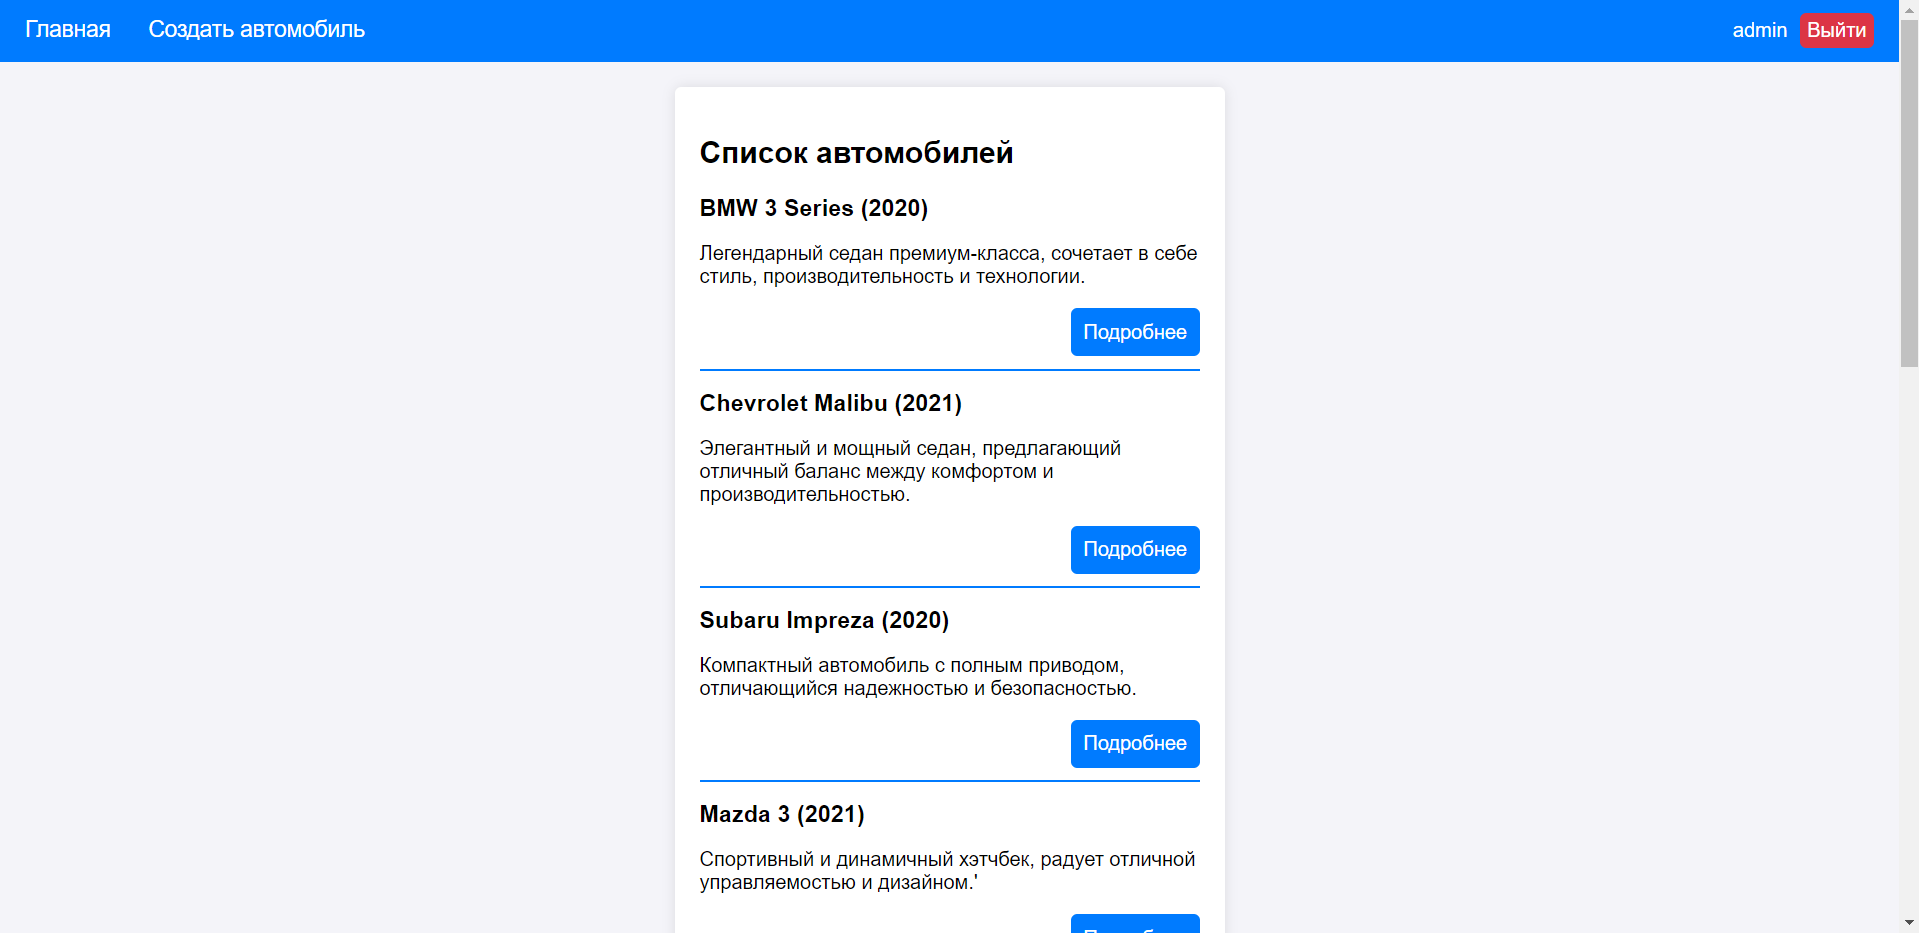 Главная Создать автомобиль admin Выйти
Список автомобилей
BMW 3 Series (2020)
Легендарный седан премиум-класса, сочетает в себе
стиль, производительность и технологии.
Подробнее
Chevrolet Malibu (2021)
Элегантный и мощный седан, предлагающий
отличный баланс между комфортом и
производительностью.
Подробнее
Subaru Impreza (2020)
Компактный автомобиль с полным приводом,
отличающийся надежностью и безопасностью.
Подробнее
Mazda 3 (2021)
Спортивный и динамичный хэтчбек, радует отличной
управляемостью и дизайном.'